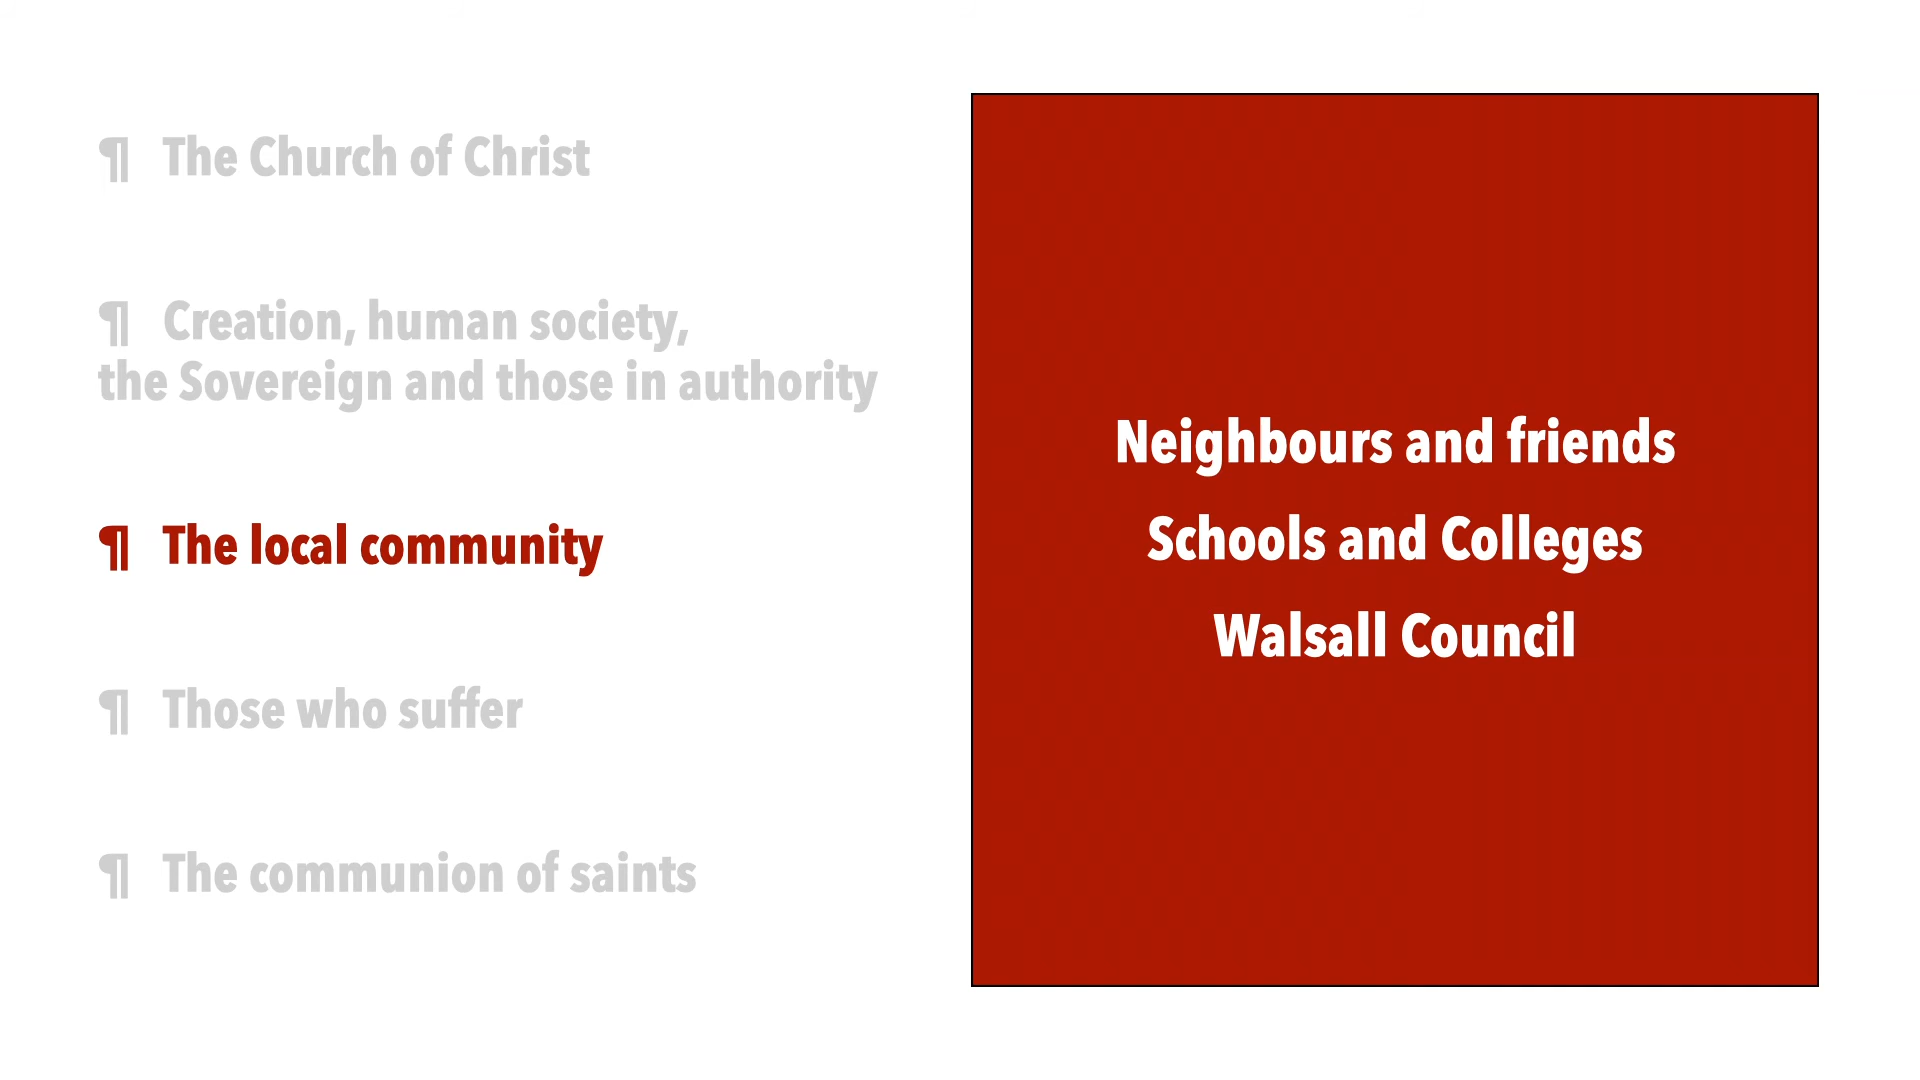 ¶ The Church of Christ
¶ Creation, human society,
the Sovereign and those in authority
¶ The local community
¶ Those who suffer
¶ The communion of saints
Neighbours and friends
Schools and Colleges
Walsall Council